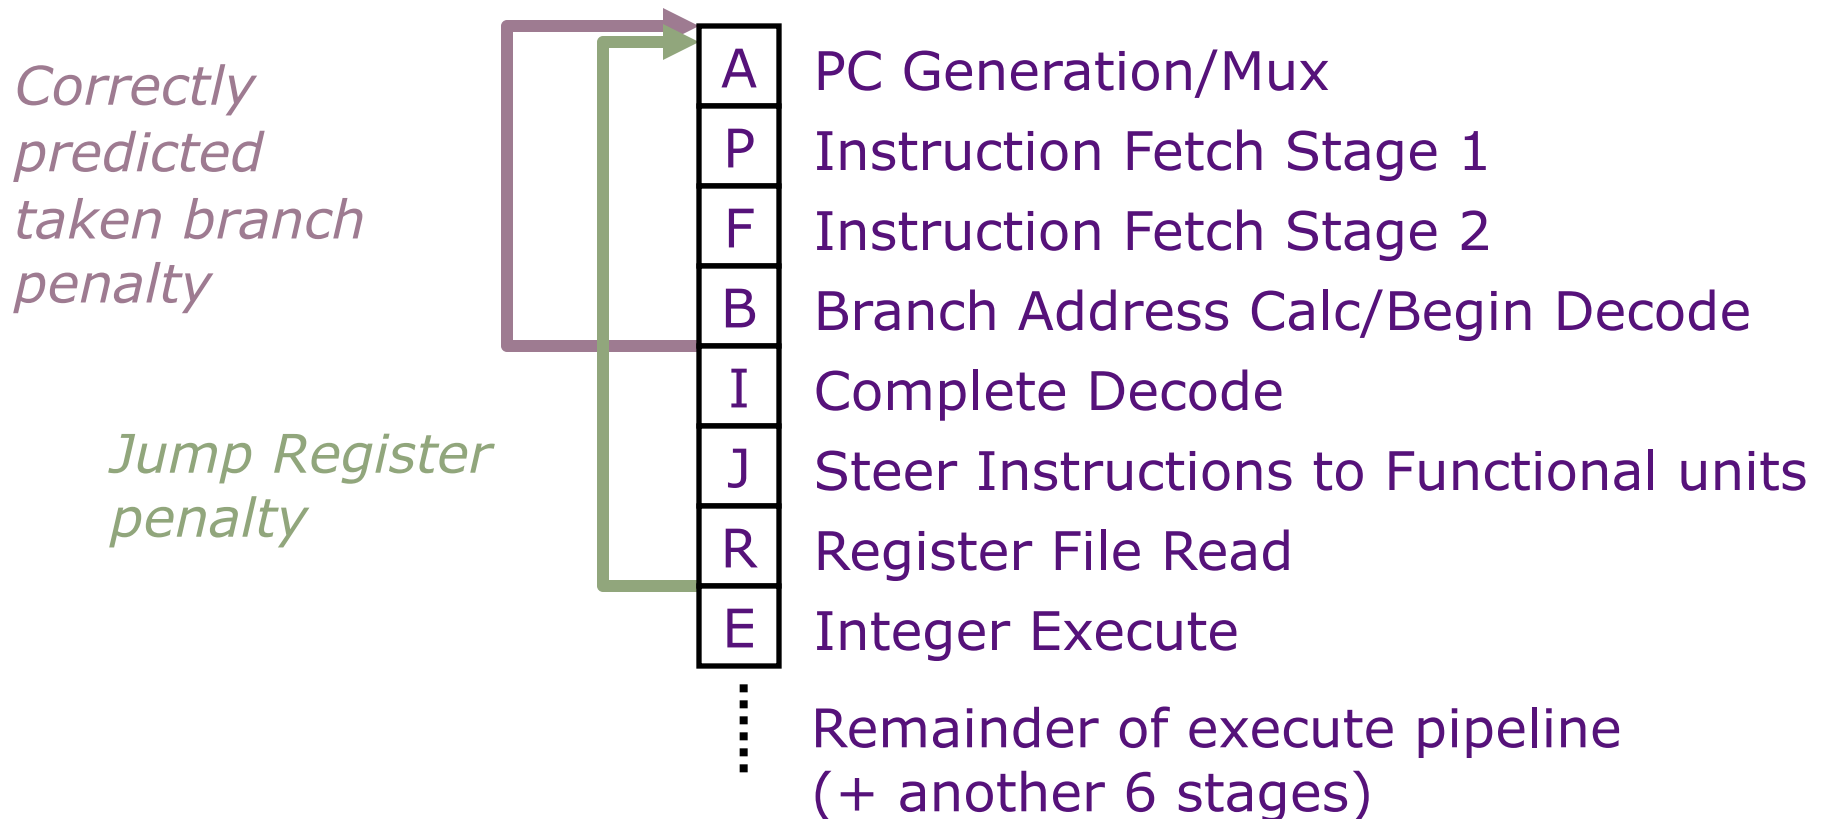 Correctly
predicted
taken branch
penalty
Jump Register
penalty
A PC Generation/Mux
P Instruction Fetch Stage 1
F Instruction Fetch Stage 2
B Branch Address Calc/Begin Decode
I Complete Decode
J Steer Instructions to Functional units
R Register File Read
E Integer Execute
Remainder of execute pipeline
(+ another 6 stages)